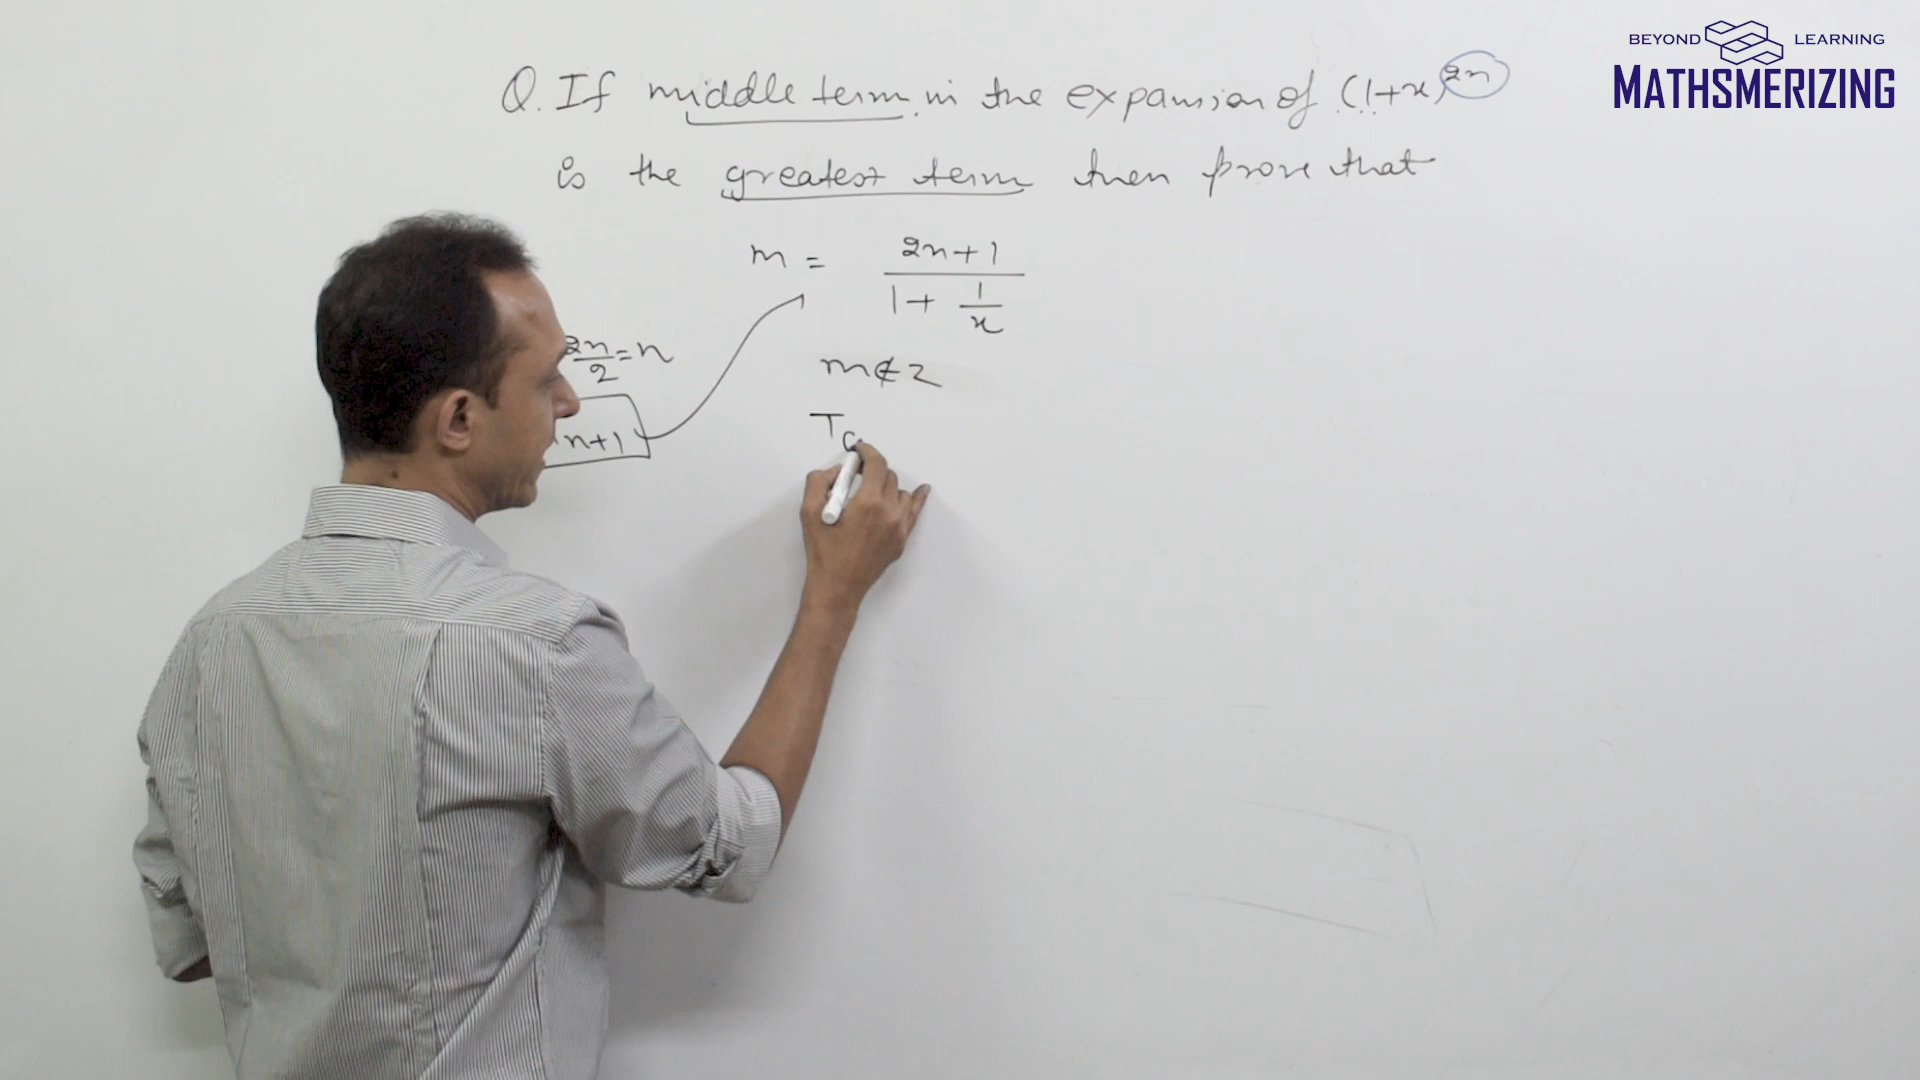 BEYOND LEARNING
MATHSMERIZING
Q. If middle term in the expansion of (1+x)^2n
is the greatest term then prove that
m = (2n+1)/(1+1/x)
2n/2=n
m∉Z
n+1
T_G